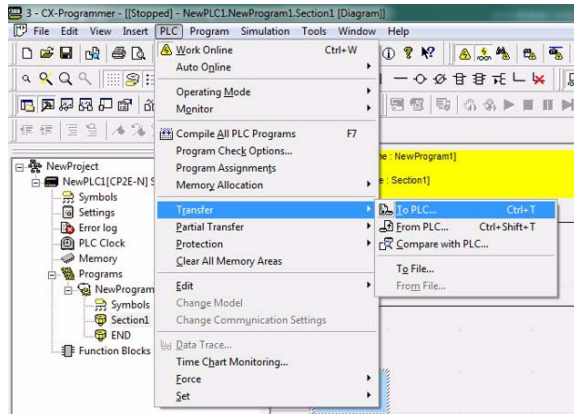 3 - CX-Programmer - [[Stopped] - NewPLC1.NewProgram1.Section1 [Diagram]]
File Edit View Insert PLC Program Simulation Tools Window Help
Work Online Ctrl+W
Auto Online
Operating Mode
Monitor
Compile All PLC Programs F7
Program Check Options...
Program Assignments
Memory Allocation
Transfer
Partial Transfer
Protection
Clear All Memory Areas
Edit
Change Model
Change Communication Settings
Data Trace...
Time Chart Monitoring...
Force
Set
To PLC... Ctrl+T
From PLC... Ctrl+Shift+T
Compare with PLC...
To File...
From File...
e : NewProgram1]
e : Section1]
NewProject
NewPLC1[CP2E-N] S
Symbols
Settings
Error log
PLC Clock
Memory
Programs
NewProgram
Symbols
Section1
END
Function Blocks